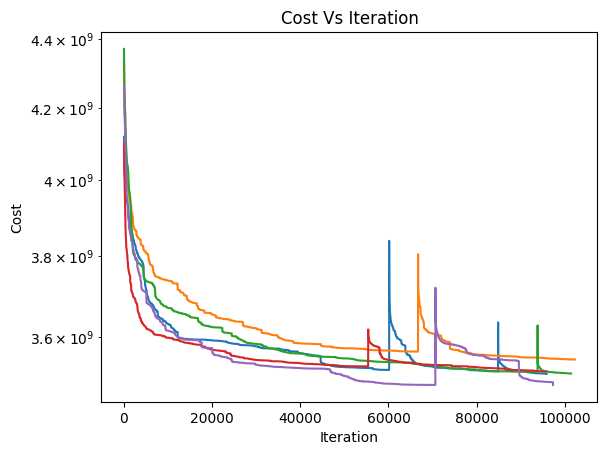 Cost Vs Iteration
4.4 × 10⁹
4.2 × 10⁹
4 × 10⁹
3.8 × 10⁹
3.6 × 10⁹
Cost
0 20000 40000 60000 80000 100000
Iteration